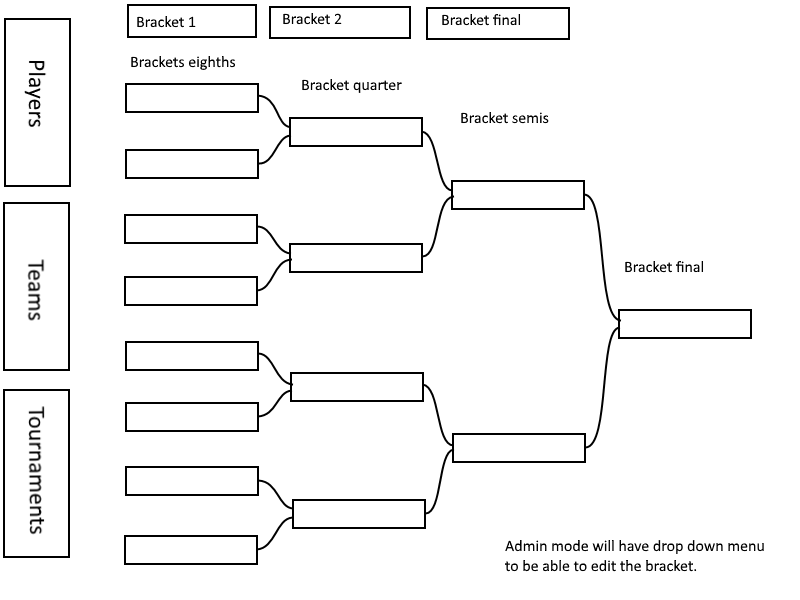 Bracket 1
Bracket 2
Bracket final
Players
Brackets eighths
Bracket quarter
Bracket semis
Teams
Bracket final
Tournaments
Admin mode will have drop down menu
to be able to edit the bracket.